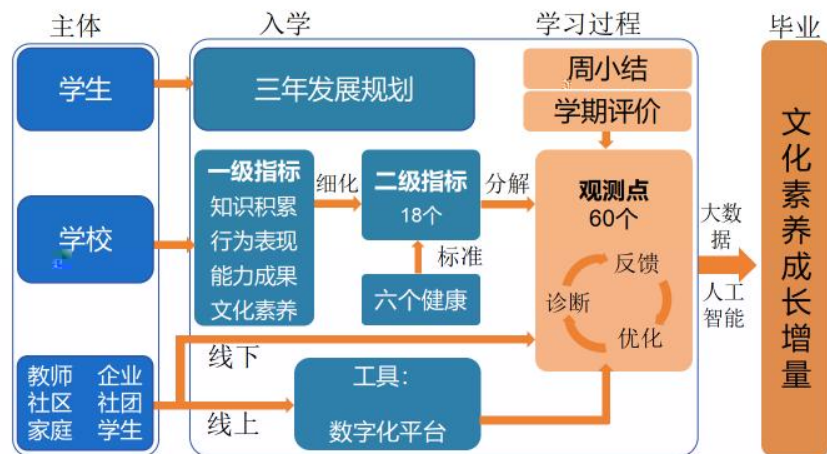 主体
入学
学习过程
毕业
学生
三年发展规划
周小结
学期评价
学校
一级指标
知识积累
行为表现
能力成果
文化素养
细化
二级指标
18个
分解
标准
六个健康
观测点
60个
反馈
诊断
优化
大数
据
人工
智能
文化素养成长增量
教师 企业
社区 社团
家庭 学生
线下
线上
工具：
数字化平台